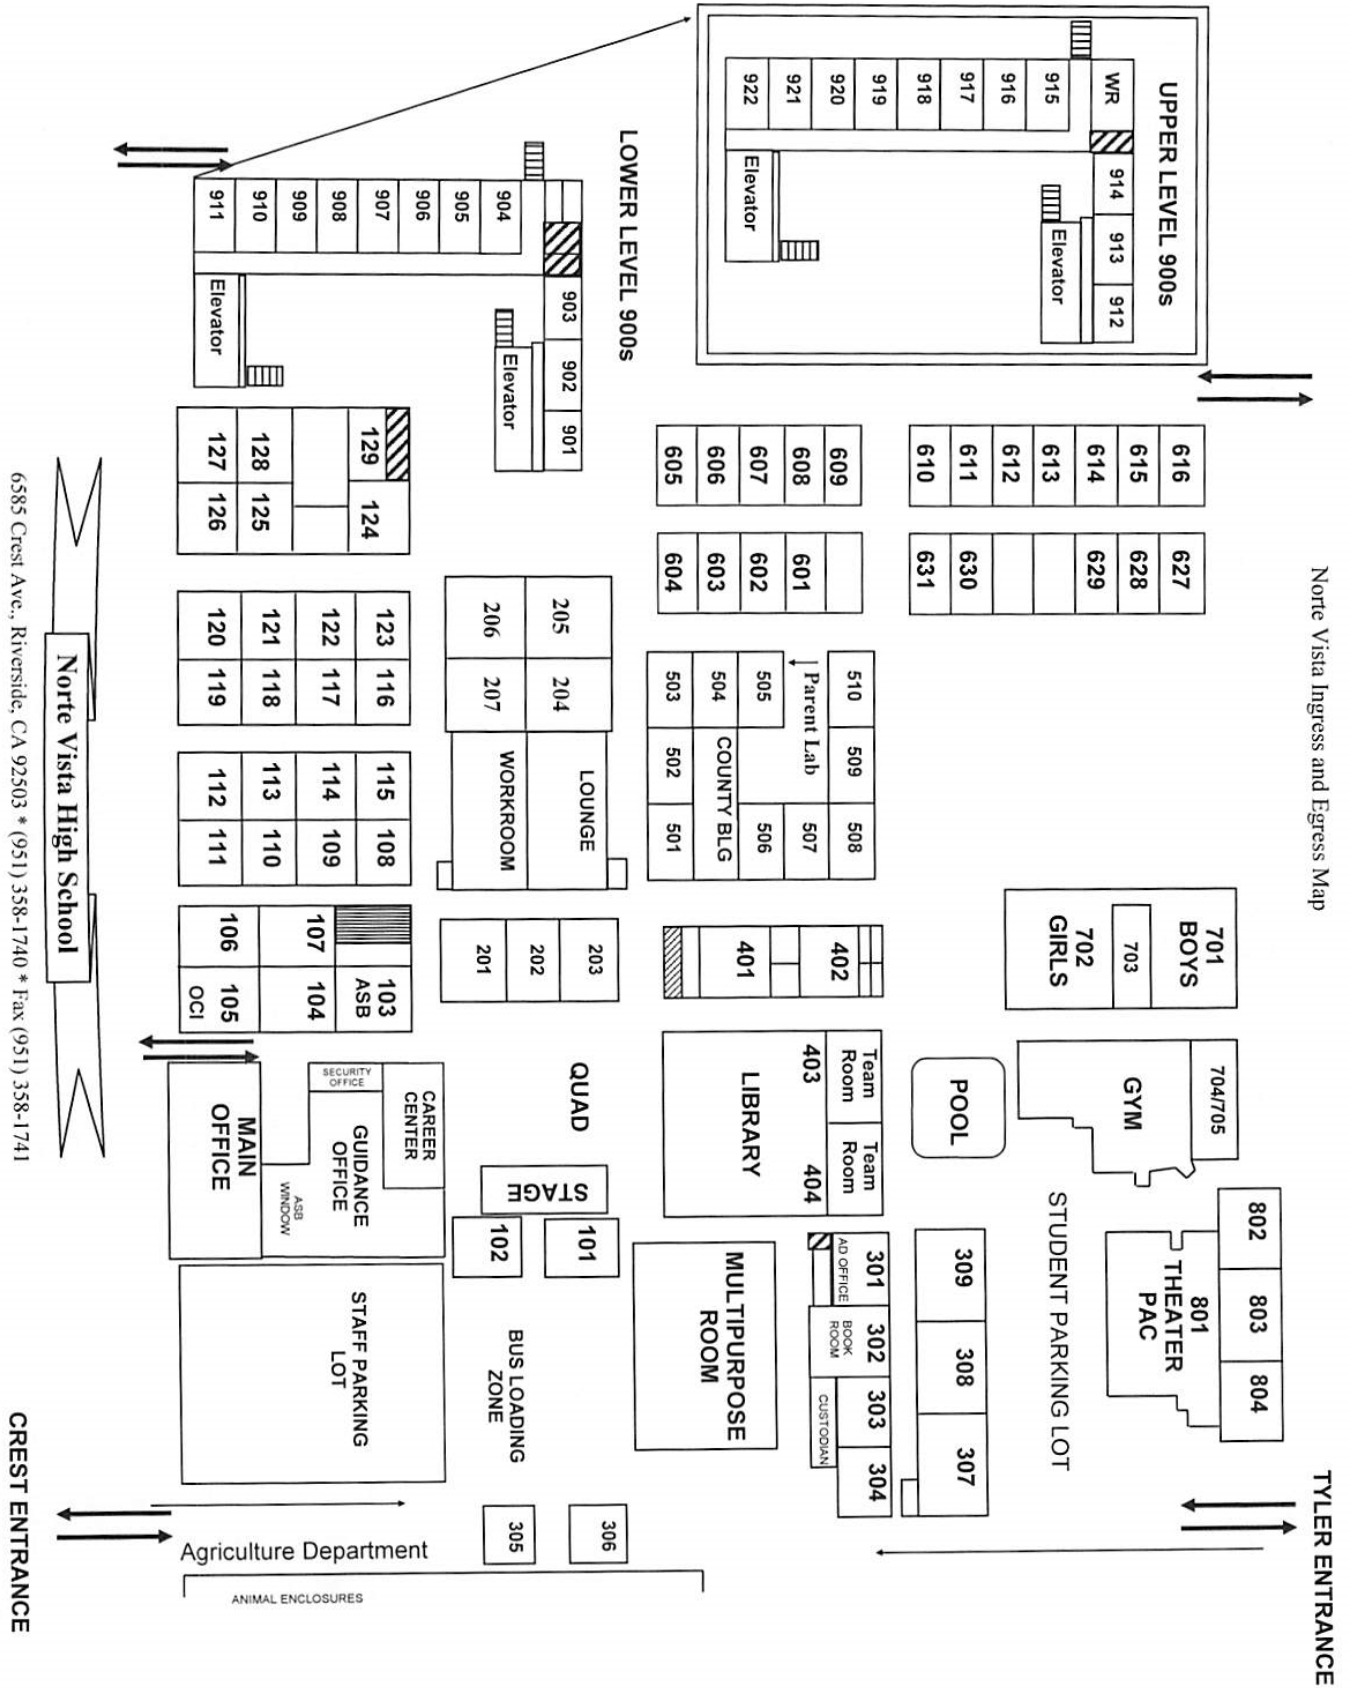 Norte Vista Ingress and Egress Map
TYLER ENTRANCE
UPPER LEVEL 900s
WR
914
913
912
Elevator
915
916
917
918
919
920
921
922
Elevator
616
615
614
613
612
611
610
627
628
629
630
631
701
BOYS
703
702
GIRLS
704/705
GYM
POOL
802
803
804
801
THEATER
PAC
STUDENT PARKING LOT
309
308
307
609
608
607
606
605
601
602
603
604
510
509
508
Parent Lab
507
505
506
504
COUNTY BLG
503
502
501
402
401
Team
Room
403
Team
Room
404
LIBRARY
301
AD OFFICE
302
BOOK
ROOM
303
CUSTODIAN
304
MULTIPURPOSE
ROOM
LOWER LEVEL 900s
903
902
901
Elevator
904
905
906
907
908
909
910
911
Elevator
205
204
206
207
LOUNGE
WORKROOM
203
202
201
QUAD
STAGE
101
102
BUS LOADING
ZONE
306
305
129
124
128
125
127
126
123
116
122
117
121
118
120
119
115
108
114
109
113
110
112
111
103
ASB
107
104
106
105
OCI
CAREER
CENTER
SECURITY
OFFICE
GUIDANCE
OFFICE
ASB
WINDOW
MAIN
OFFICE
STAFF PARKING
LOT
Agriculture Department
ANIMAL ENCLOSURES
Norte Vista High School
6585 Crest Ave., Riverside, CA 92503 * (951) 358-1740 * Fax (951) 358-1741
CREST ENTRANCE